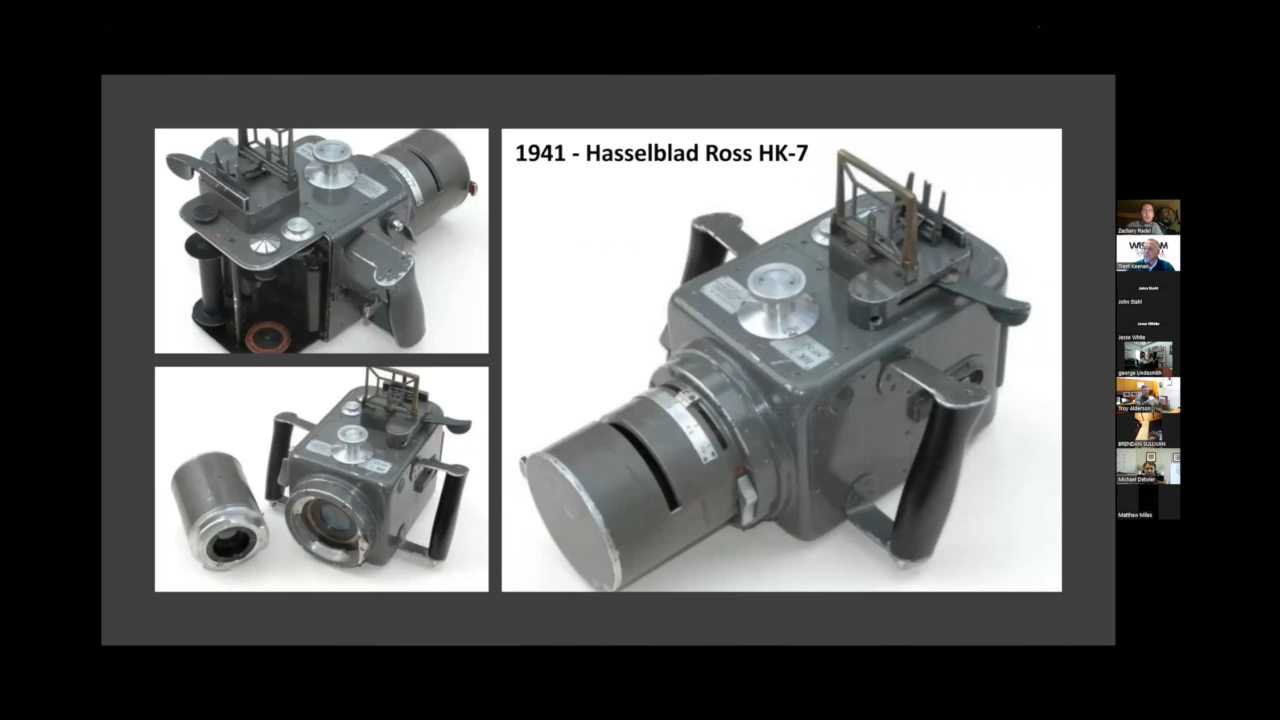 1941 - Hasselblad Ross HK-7
Zachary Radel
WISDOM
Trent Keenan
John Stahl
John Stahl
Jesse White
Jesse White
george Lindesmith
Troy Alderson
BRENDAN SULLIVAN
Michael Detwiler
Matthew Miles